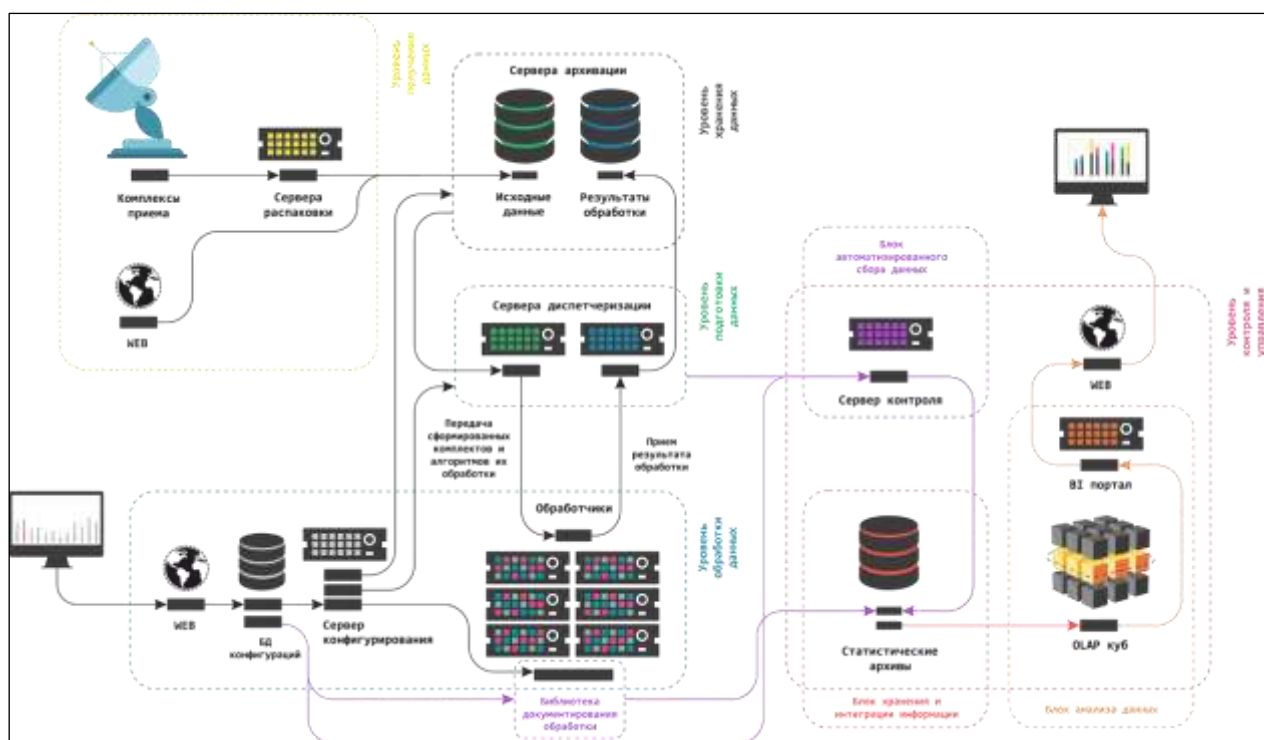 Уровень
получения
данных
Комплексы
приема
Сервера
распаковки
WEB
Сервера архивации
Исходные
данные
Результаты
обработки
Уровень
хранения
данных
Сервера диспетчеризации
Уровень
подготовки
данных
Передача
сформированных
комплектов и
алгоритмов их
обработки
Прием
результата
обработки
Обработчики
Уровень
обработки
данных
WEB
БД
конфигураций
Сервер
конфигурирования
Библиотека
документирования
обработки
Блок
автоматизированного
сбора данных
Сервер контроля
Статистические
архивы
Блок хранения и
интеграции информации
WEB
BI портал
OLAP куб
Блок анализа данных
Уровень
контроля и
управления